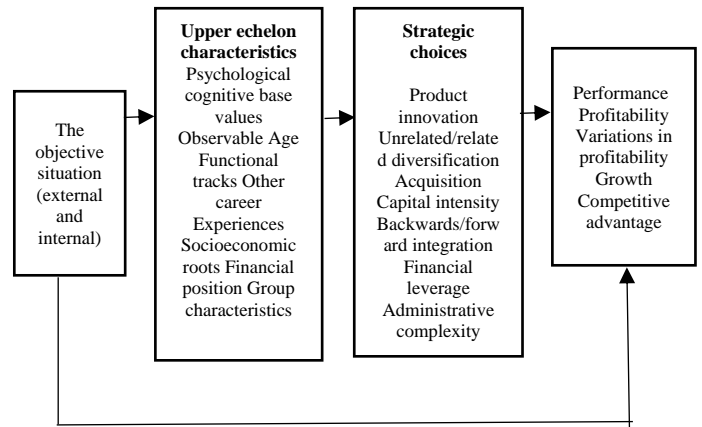 The
objective
situation
(external
and
internal)
Upper echelon
characteristics
Psychological
cognitive base
values
Observable Age
Functional
tracks Other
career
Experiences
Socioeconomic
roots Financial
position Group
characteristics
Strategic
choices
Product
innovation
Unrelated/relate
d diversification
Acquisition
Capital intensity
Backwards/forw
ard integration
Financial
leverage
Administrative
complexity
Performance
Profitability
Variations in
profitability
Growth
Competitive
advantage